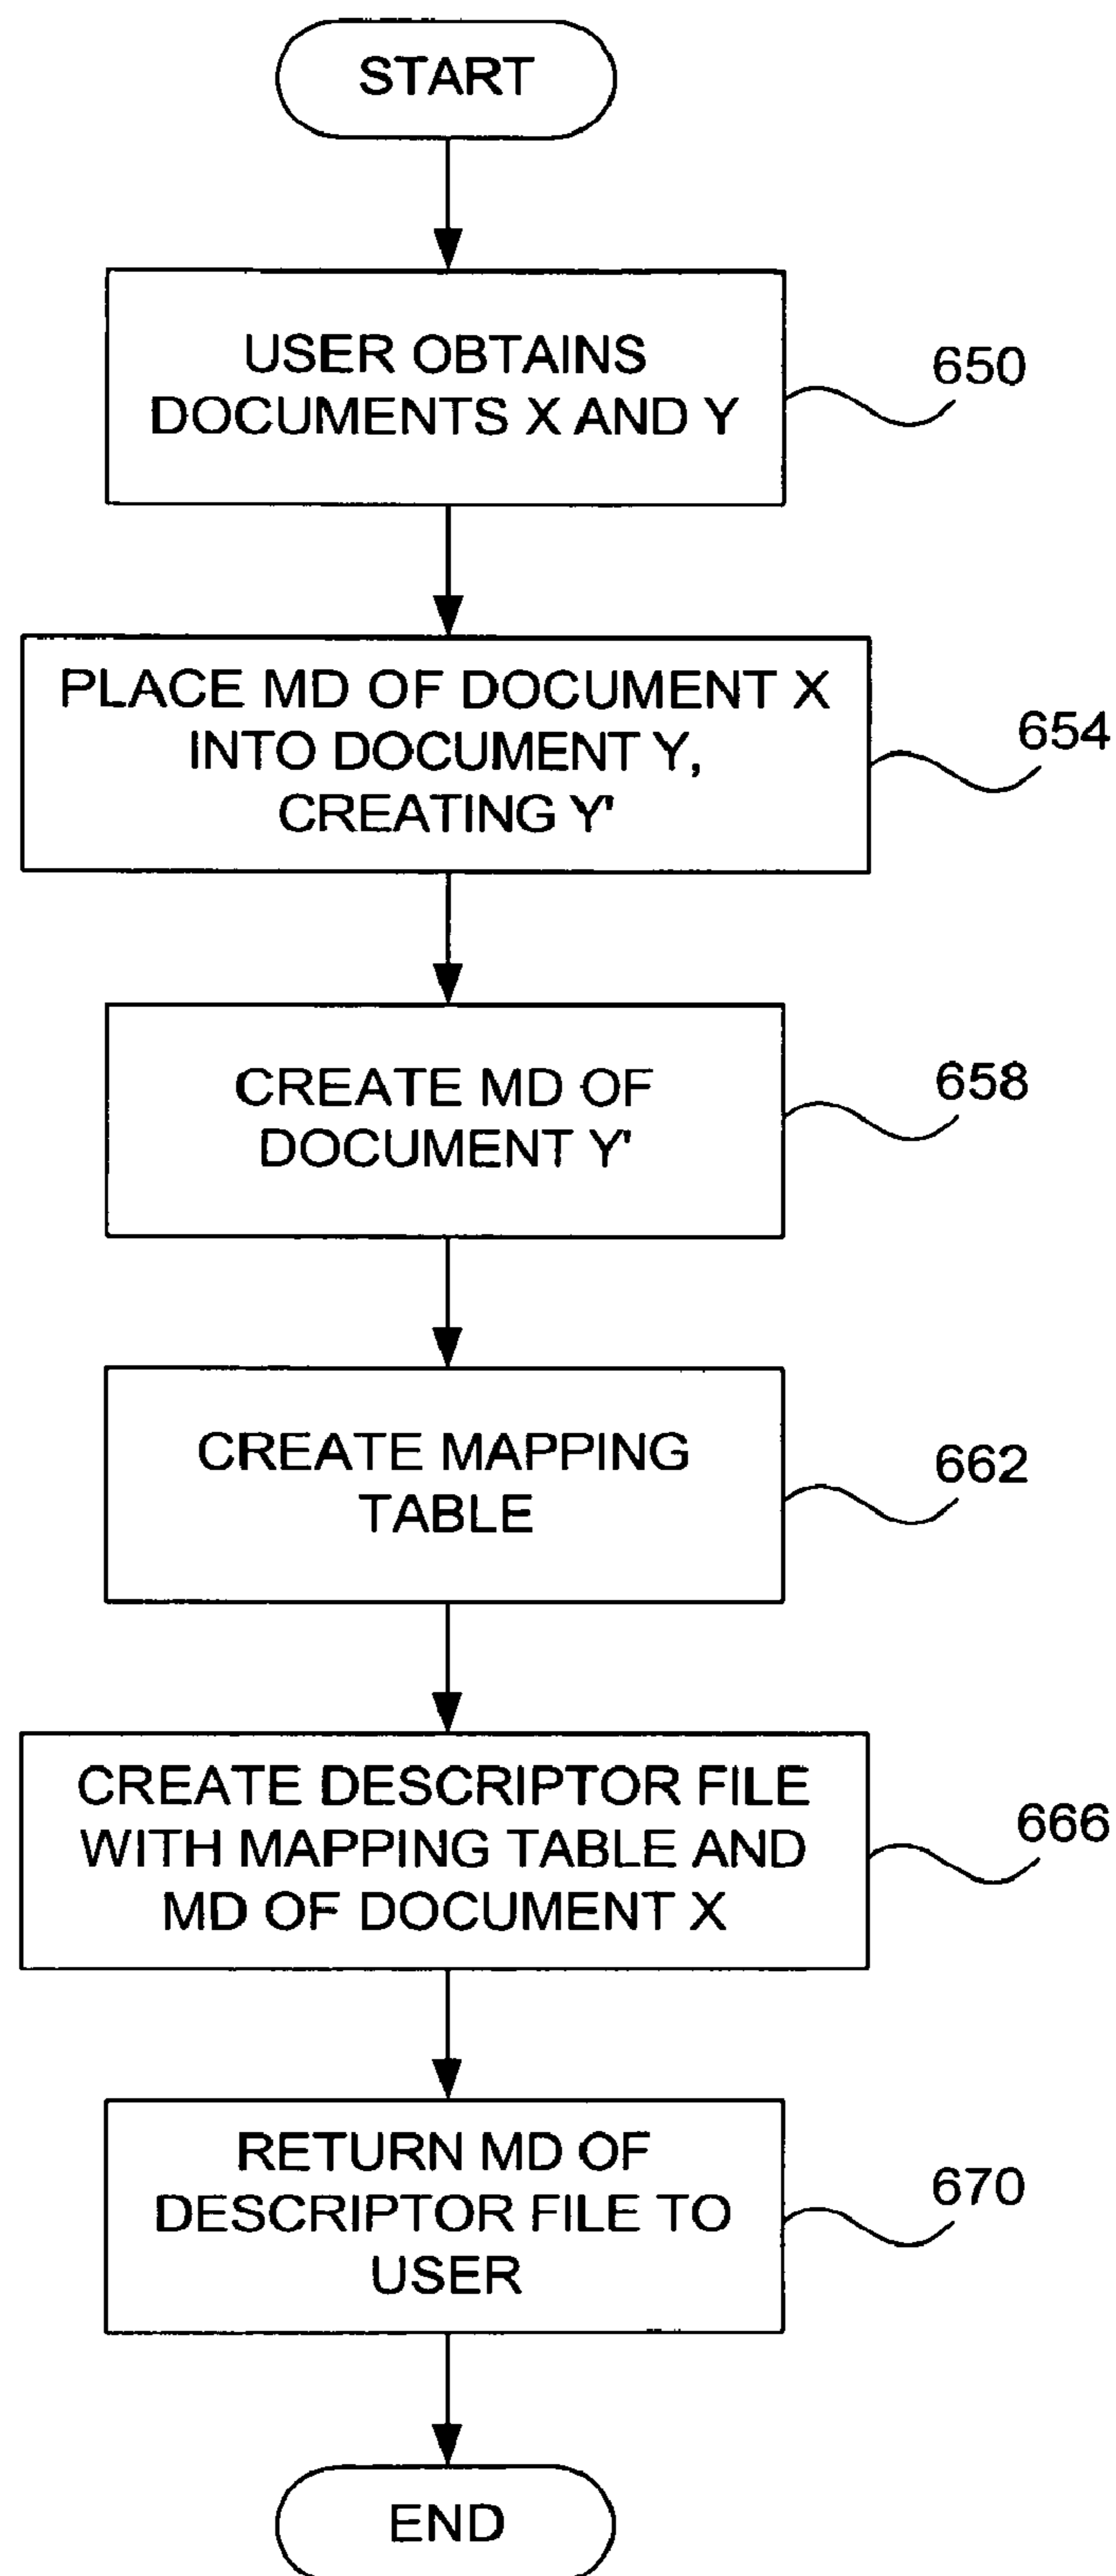 START
USER OBTAINS
DOCUMENTS X AND Y
650
PLACE MD OF DOCUMENT X
INTO DOCUMENT Y,
CREATING Y'
654
CREATE MD OF
DOCUMENT Y'
658
CREATE MAPPING
TABLE
662
CREATE DESCRIPTOR FILE
WITH MAPPING TABLE AND
MD OF DOCUMENT X
666
RETURN MD OF
DESCRIPTOR FILE TO
USER
670
END